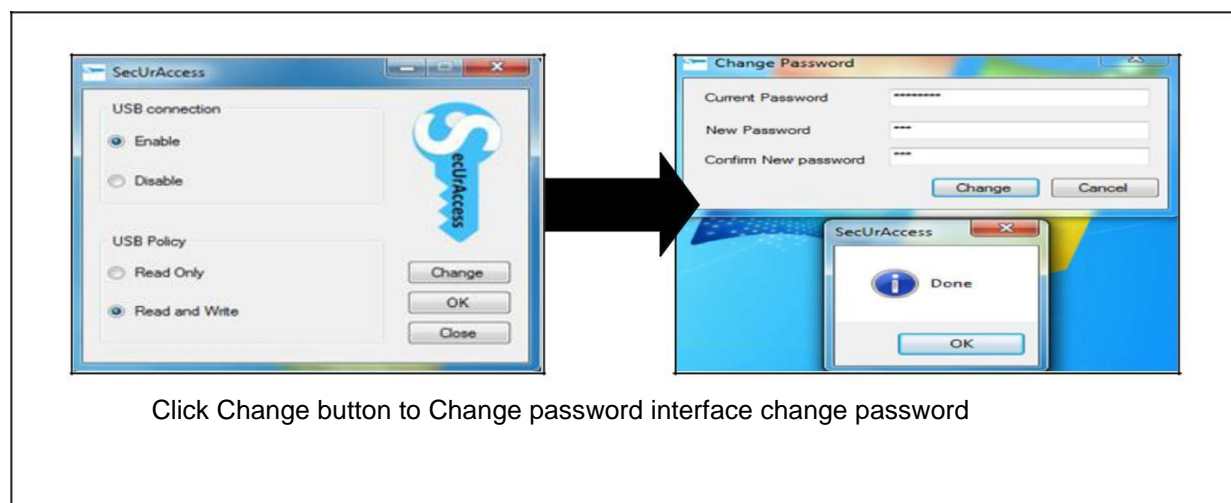 SecUrAccess
USB connection
Enable
Disable
USB Policy
Read Only
Read and Write
SecUrAccess
Change
OK
Close
Change Password
Current Password ********
New Password ***
Confirm New password ***
Change Cancel
SecUrAccess
Done
OK
Click Change button to Change password interface change password